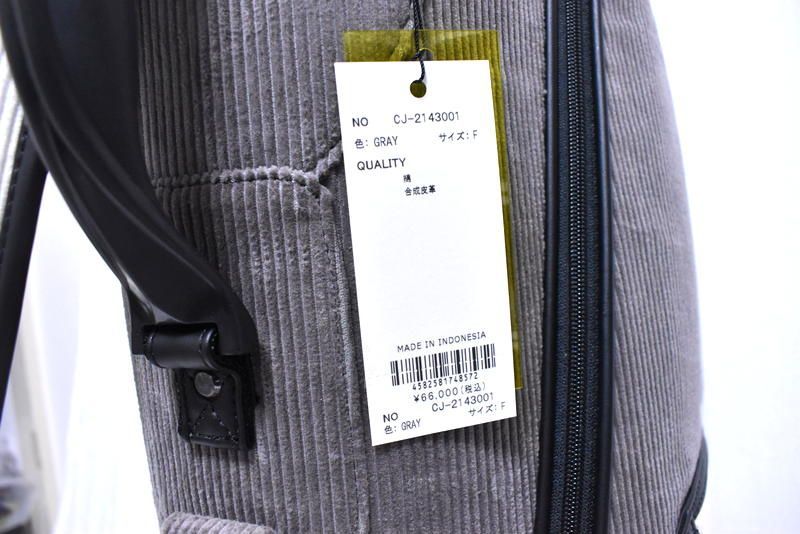 NO CJ-2143001
色: GRAY サイズ: F
QUALITY
綿
合成皮革
MADE IN INDONESIA
4582581748572
¥66,000(税込)
NO CJ-2143001
色: GRAY サイズ: F